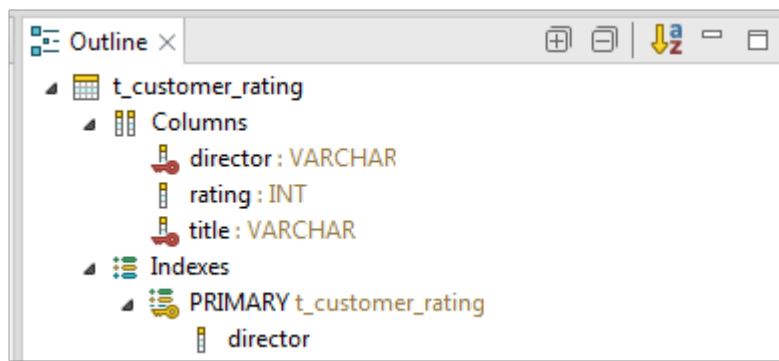 Outline
t_customer_rating
Columns
director : VARCHAR
rating : INT
title : VARCHAR
Indexes
PRIMARY t_customer_rating
director